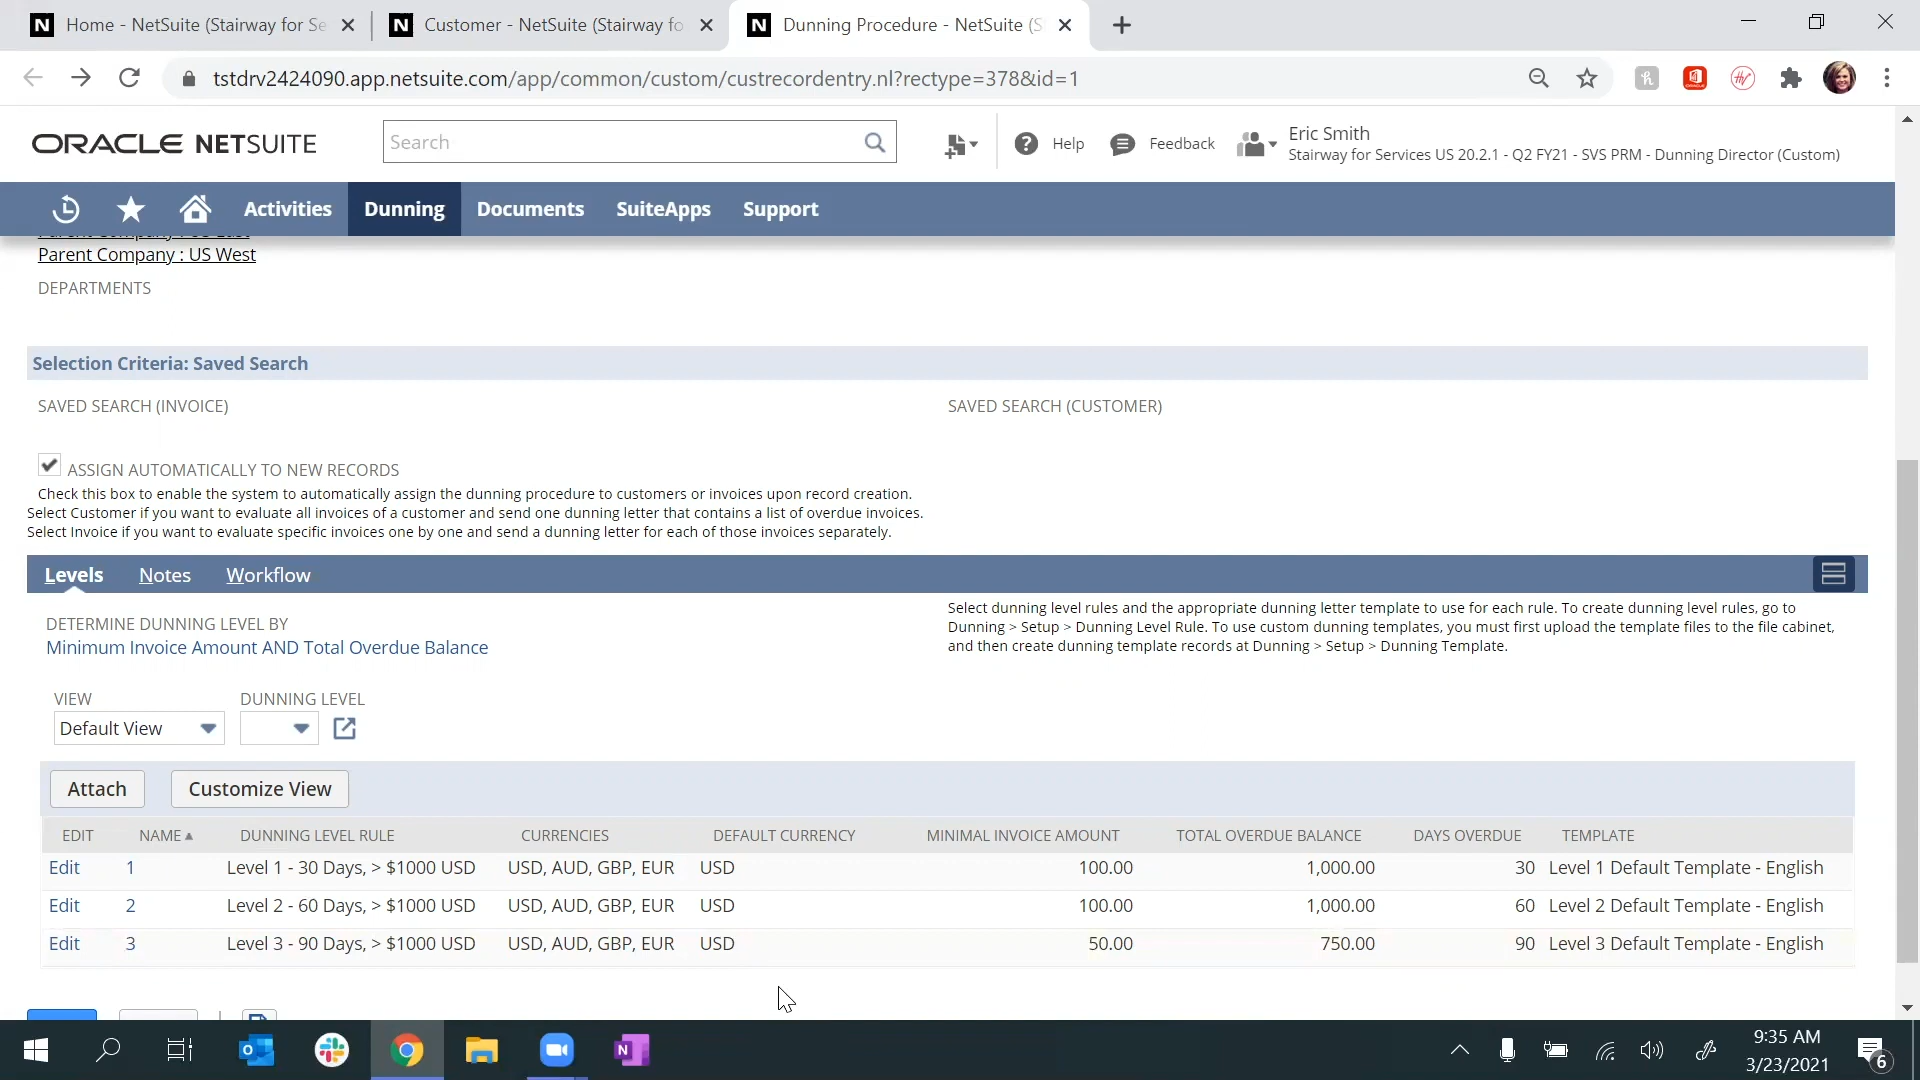 Home - NetSuite (Stairway for Se
Customer - NetSuite (Stairway fo
Dunning Procedure - NetSuite (S
tstdrv2424090.app.netsuite.com/app/common/custom/custrecordentry.nl?rectype=378&id=1
ORACLE NETSUITE
Search
Help
Feedback
Eric Smith
Stairway for Services US 20.2.1 - Q2 FY21 - SVS PRM - Dunning Director (Custom)
Activities
Dunning
Documents
SuiteApps
Support
Parent Company : US East
Parent Company : US West
DEPARTMENTS
Selection Criteria: Saved Search
SAVED SEARCH (INVOICE)
SAVED SEARCH (CUSTOMER)
ASSIGN AUTOMATICALLY TO NEW RECORDS
Check this box to enable the system to automatically assign the dunning procedure to customers or invoices upon record creation.
Select Customer if you want to evaluate all invoices of a customer and send one dunning letter that contains a list of overdue invoices.
Select Invoice if you want to evaluate specific invoices one by one and send a dunning letter for each of those invoices separately.
Levels
Notes
Workflow
DETERMINE DUNNING LEVEL BY
Minimum Invoice Amount AND Total Overdue Balance
Select dunning level rules and the appropriate dunning letter template to use for each rule. To create dunning level rules, go to
Dunning > Setup > Dunning Level Rule. To use custom dunning templates, you must first upload the template files to the file cabinet,
and then create dunning template records at Dunning > Setup > Dunning Template.
VIEW
DUNNING LEVEL
Default View
Attach
Customize View
EDIT NAME DUNNING LEVEL RULE CURRENCIES DEFAULT CURRENCY MINIMAL INVOICE AMOUNT TOTAL OVERDUE BALANCE DAYS OVERDUE TEMPLATE
Edit 1 Level 1 - 30 Days, > $1000 USD USD, AUD, GBP, EUR USD 100.00 1,000.00 30 Level 1 Default Template - English
Edit 2 Level 2 - 60 Days, > $1000 USD USD, AUD, GBP, EUR USD 100.00 1,000.00 60 Level 2 Default Template - English
Edit 3 Level 3 - 90 Days, > $1000 USD USD, AUD, GBP, EUR USD 50.00 750.00 90 Level 3 Default Template - English
9:35 AM
3/23/2021
6